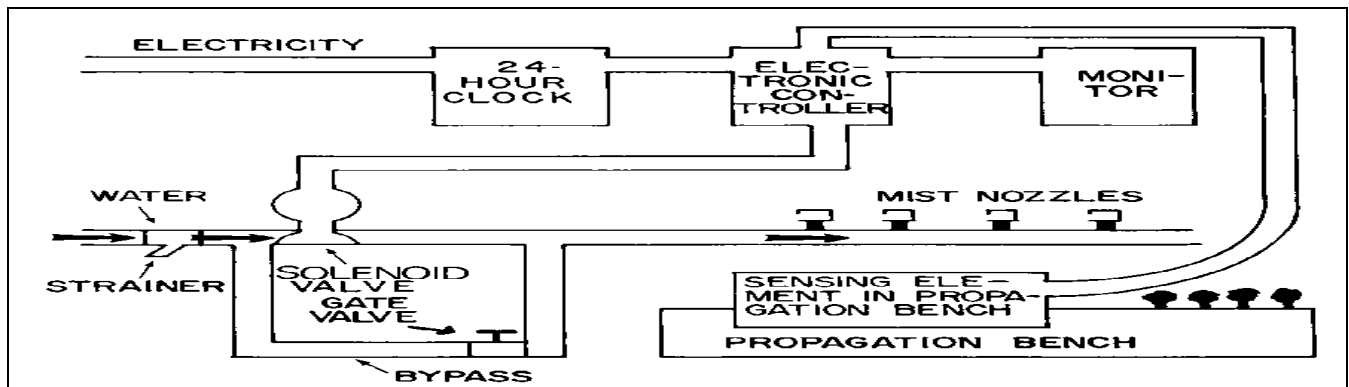 ELECTRICITY
24-
HOUR
CLOCK
ELEC-
TRONIC
CON-
TROLLER
MONI-
TOR
WATER
MIST NOZZLES
STRAINER
SOLENOID
VALVE
GATE
VALVE
SENSING ELE-
MENT IN PROPA-
GATION BENCH
PROPAGATION BENCH
BYPASS